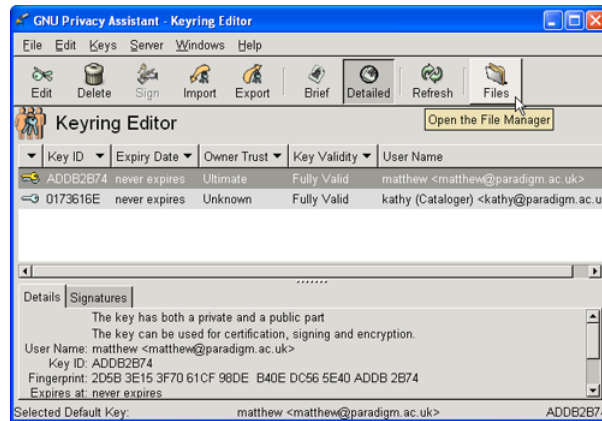 GNU Privacy Assistant - Keyring Editor
File Edit Keys Server Windows Help
Edit Delete Sign Import Export Brief Detailed Refresh Files
Open the File Manager
Keyring Editor
Key ID Expiry Date Owner Trust Key Validity User Name
ADDB2B74 never expires Ultimate Fully Valid matthew <matthew@paradigm.ac.uk>
0173616E never expires Unknown Fully Valid kathy (Cataloger) <kathy@paradigm.ac.u
Details Signatures
The key has both a private and a public part
The key can be used for certification, signing and encryption.
User Name: matthew <matthew@paradigm.ac.uk>
Key ID: ADDB2B74
Fingerprint: 2D5B 3E15 3F70 61CF 98DE B40E DC56 5E40 ADDB 2B74
Expires at: never expires
Selected Default Key: matthew <matthew@paradigm.ac.uk> ADDB2B74